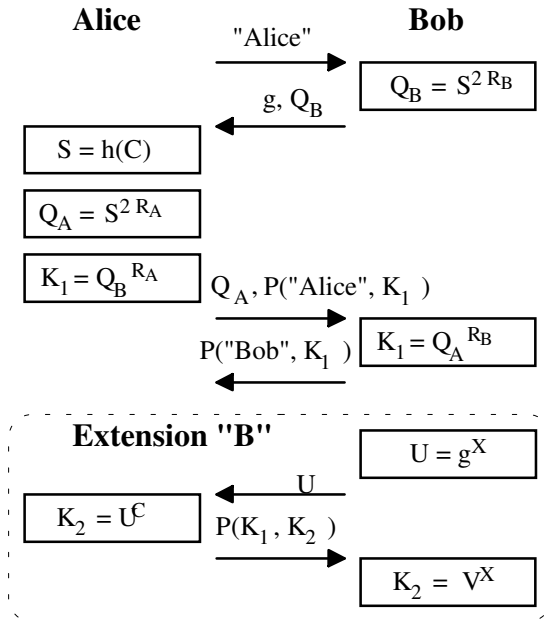 Alice Bob
"Alice"
Q_B = S^{2 R_B}
g, Q_B
S = h(C)
Q_A = S^{2 R_A}
K_1 = Q_B^{R_A}
Q_A, P("Alice", K_1)
K_1 = Q_A^{R_B}
P("Bob", K_1)
Extension "B"
U = g^X
U
K_2 = U^C
P(K_1, K_2)
K_2 = V^X